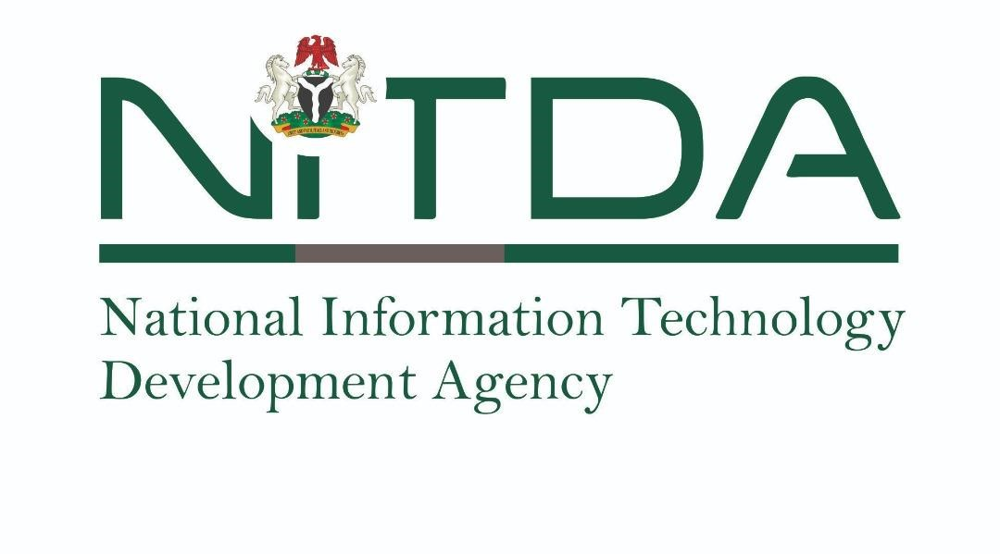 NiTDA
National Information Technology
Development Agency